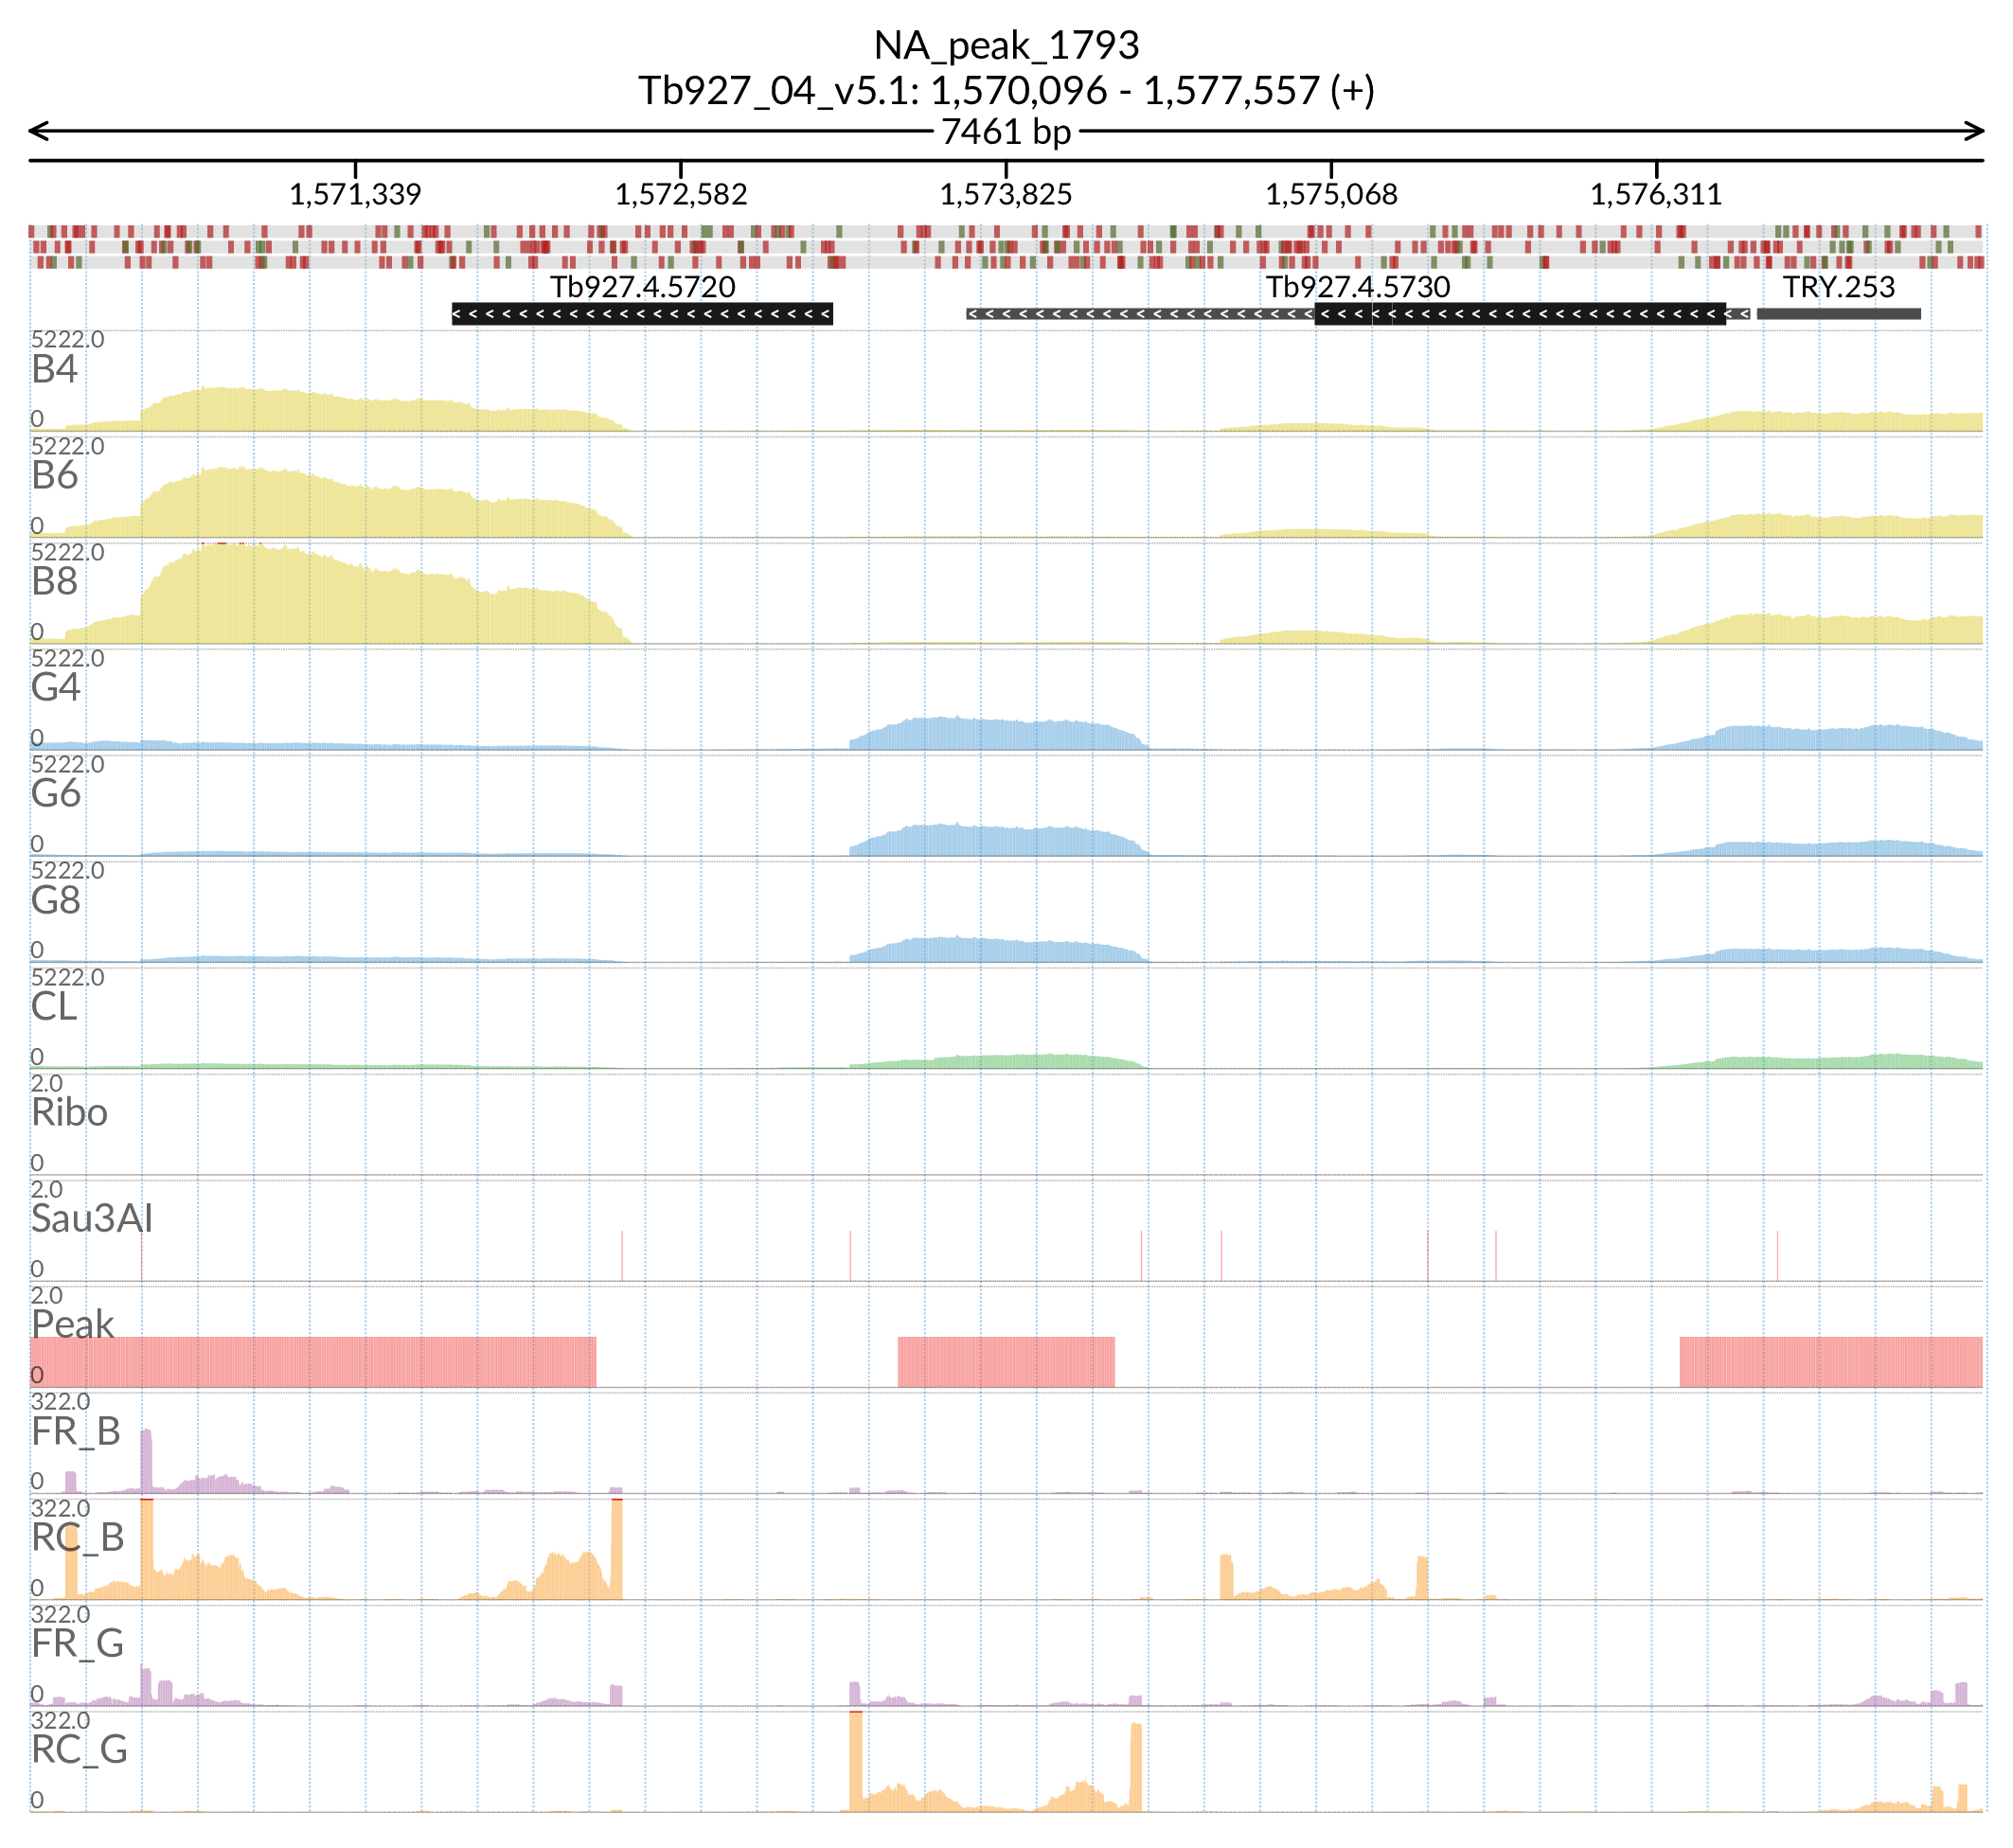 NA_peak_1793
Tb927_04_v5.1: 1,570,096 - 1,577,557 (+)
7461 bp
1,571,339 1,572,582 1,573,825 1,575,068 1,576,311
Tb927.4.5720 Tb927.4.5730 TRY.253
5222.0
B4
0
5222.0
B6
0
5222.0
B8
0
5222.0
G4
0
5222.0
G6
0
5222.0
G8
0
5222.0
CL
0
2.0
Ribo
0
2.0
Sau3AI
0
2.0
Peak
0
322.0
FR_B
0
322.0
RC_B
0
322.0
FR_G
0
322.0
RC_G
0